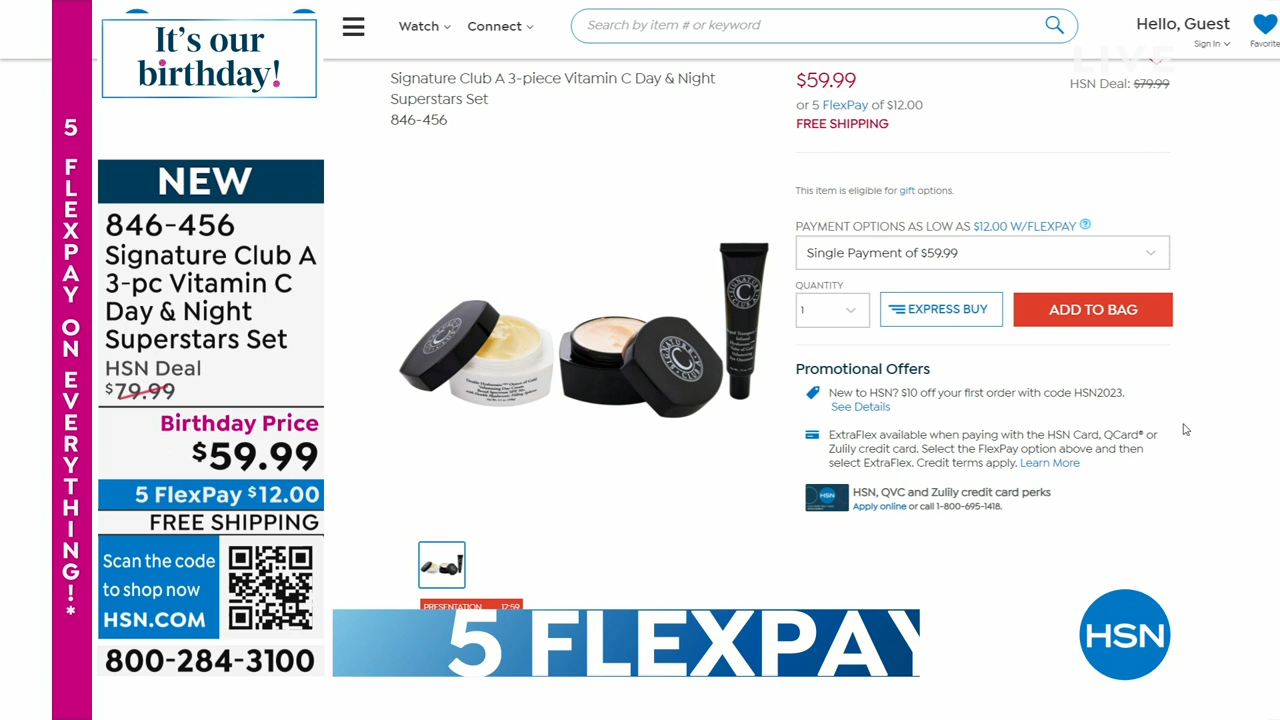 It's our
birthday!
5 FLEXPAY ON EVERYTHING!*
NEW
846-456
Signature Club A
3-pc Vitamin C
Day & Night
Superstars Set
HSN Deal
$79.99
Birthday Price
$59.99
5 FlexPay $12.00
FREE SHIPPING
Scan the code
to shop now
HSN.COM
800-284-3100
Watch
Connect
Search by item # or keyword
Hello, Guest
Sign In
Favorite
LIVE
Signature Club A 3-piece Vitamin C Day & Night
Superstars Set
846-456
$59.99
HSN Deal: $79.99
or 5 FlexPay of $12.00
FREE SHIPPING
This item is eligible for gift options.
PAYMENT OPTIONS AS LOW AS $12.00 W/FLEXPAY
Single Payment of $59.99
QUANTITY
1
EXPRESS BUY
ADD TO BAG
Promotional Offers
New to HSN? $10 off your first order with code HSN2023.
See Details
ExtraFlex available when paying with the HSN Card, QCard® or
Zulily credit card. Select the FlexPay option above and then
select ExtraFlex. Credit terms apply. Learn More
HSN
HSN, QVC and Zulily credit card perks
Apply online or call 1-800-695-1418.
SIGNATURE CLUB A
PRESENTATION 12:59
5 FLEXPAY
HSN